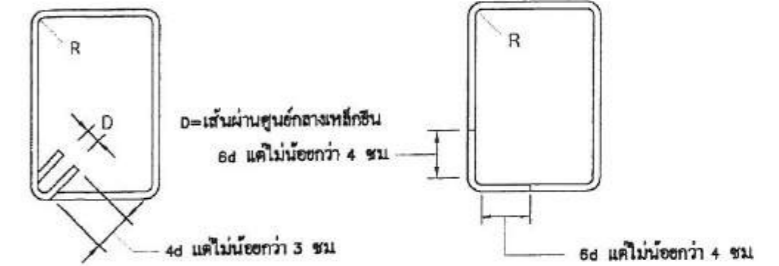 R
R
D
D=เส้นผ่านศูนย์กลางเหล็กยืน
6d แต่ไม่น้อยกว่า 4 ซม.
4d แต่ไม่น้อยกว่า 3 ซม.
6d แต่ไม่น้อยกว่า 4 ซม.